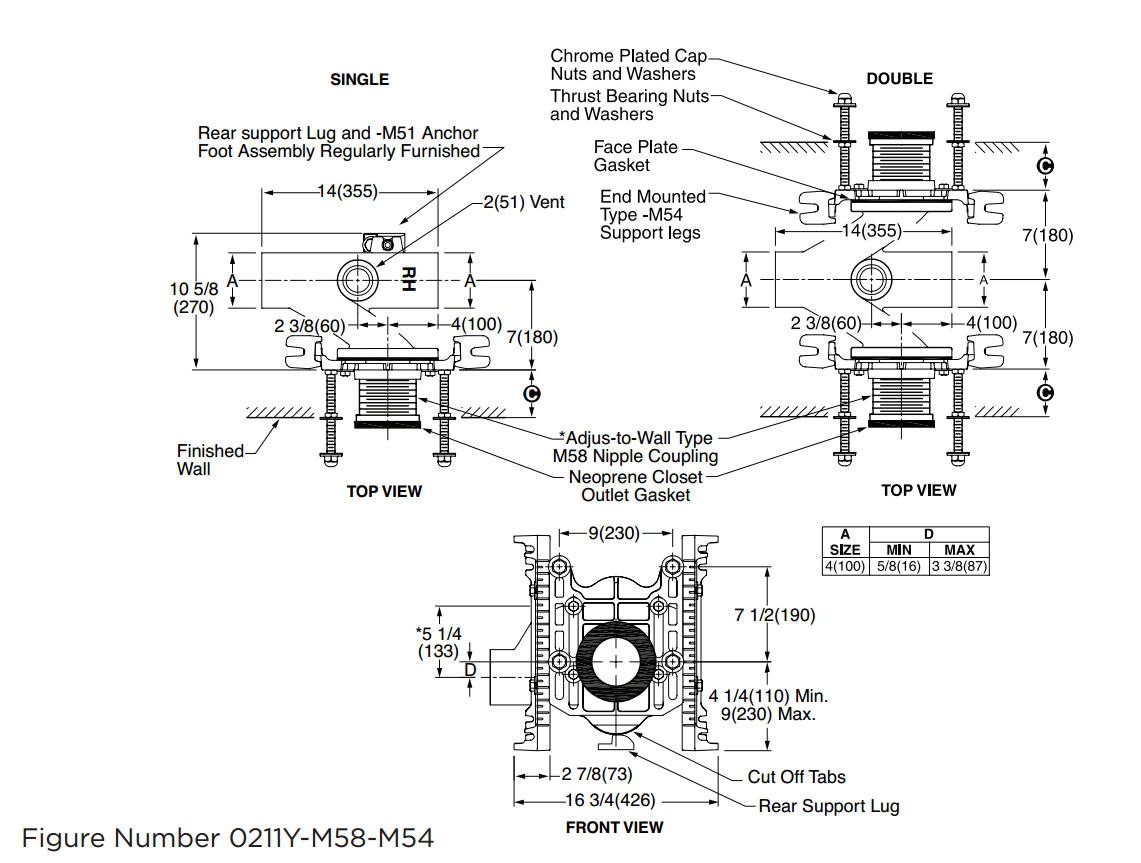 SINGLE
Rear support Lug and -M51 Anchor
Foot Assembly Regularly Furnished
14(355)
2(51) Vent
10 5/8
(270)
A
RH
A
2 3/8(60)
4(100)
7(180)
C
Finished
Wall
TOP VIEW
Chrome Plated Cap
Nuts and Washers
Thrust Bearing Nuts
and Washers
Face Plate
Gasket
End Mounted
Type -M54
Support legs
*Adjus-to-Wall Type
M58 Nipple Coupling
Neoprene Closet
Outlet Gasket
DOUBLE
C
14(355)
7(180)
A
A
2 3/8(60)
4(100)
7(180)
C
TOP VIEW
9(230)
*5 1/4
(133)
D
7 1/2(190)
4 1/4(110) Min.
9(230) Max.
2 7/8(73)
16 3/4(426)
Cut Off Tabs
Rear Support Lug
FRONT VIEW
A D
SIZE MIN MAX
4(100) 5/8(16) 3 3/8(87)
Figure Number 0211Y-M58-M54